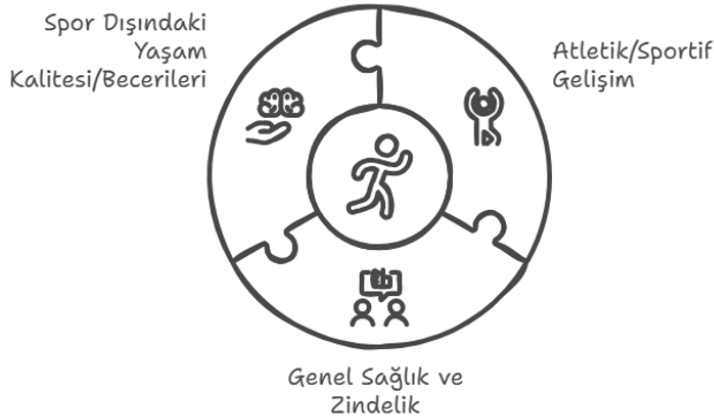 Spor Dışındaki
Yaşam
Kalitesi/Becerileri
Atletik/Sportif
Gelişim
Genel Sağlık ve
Zindelik